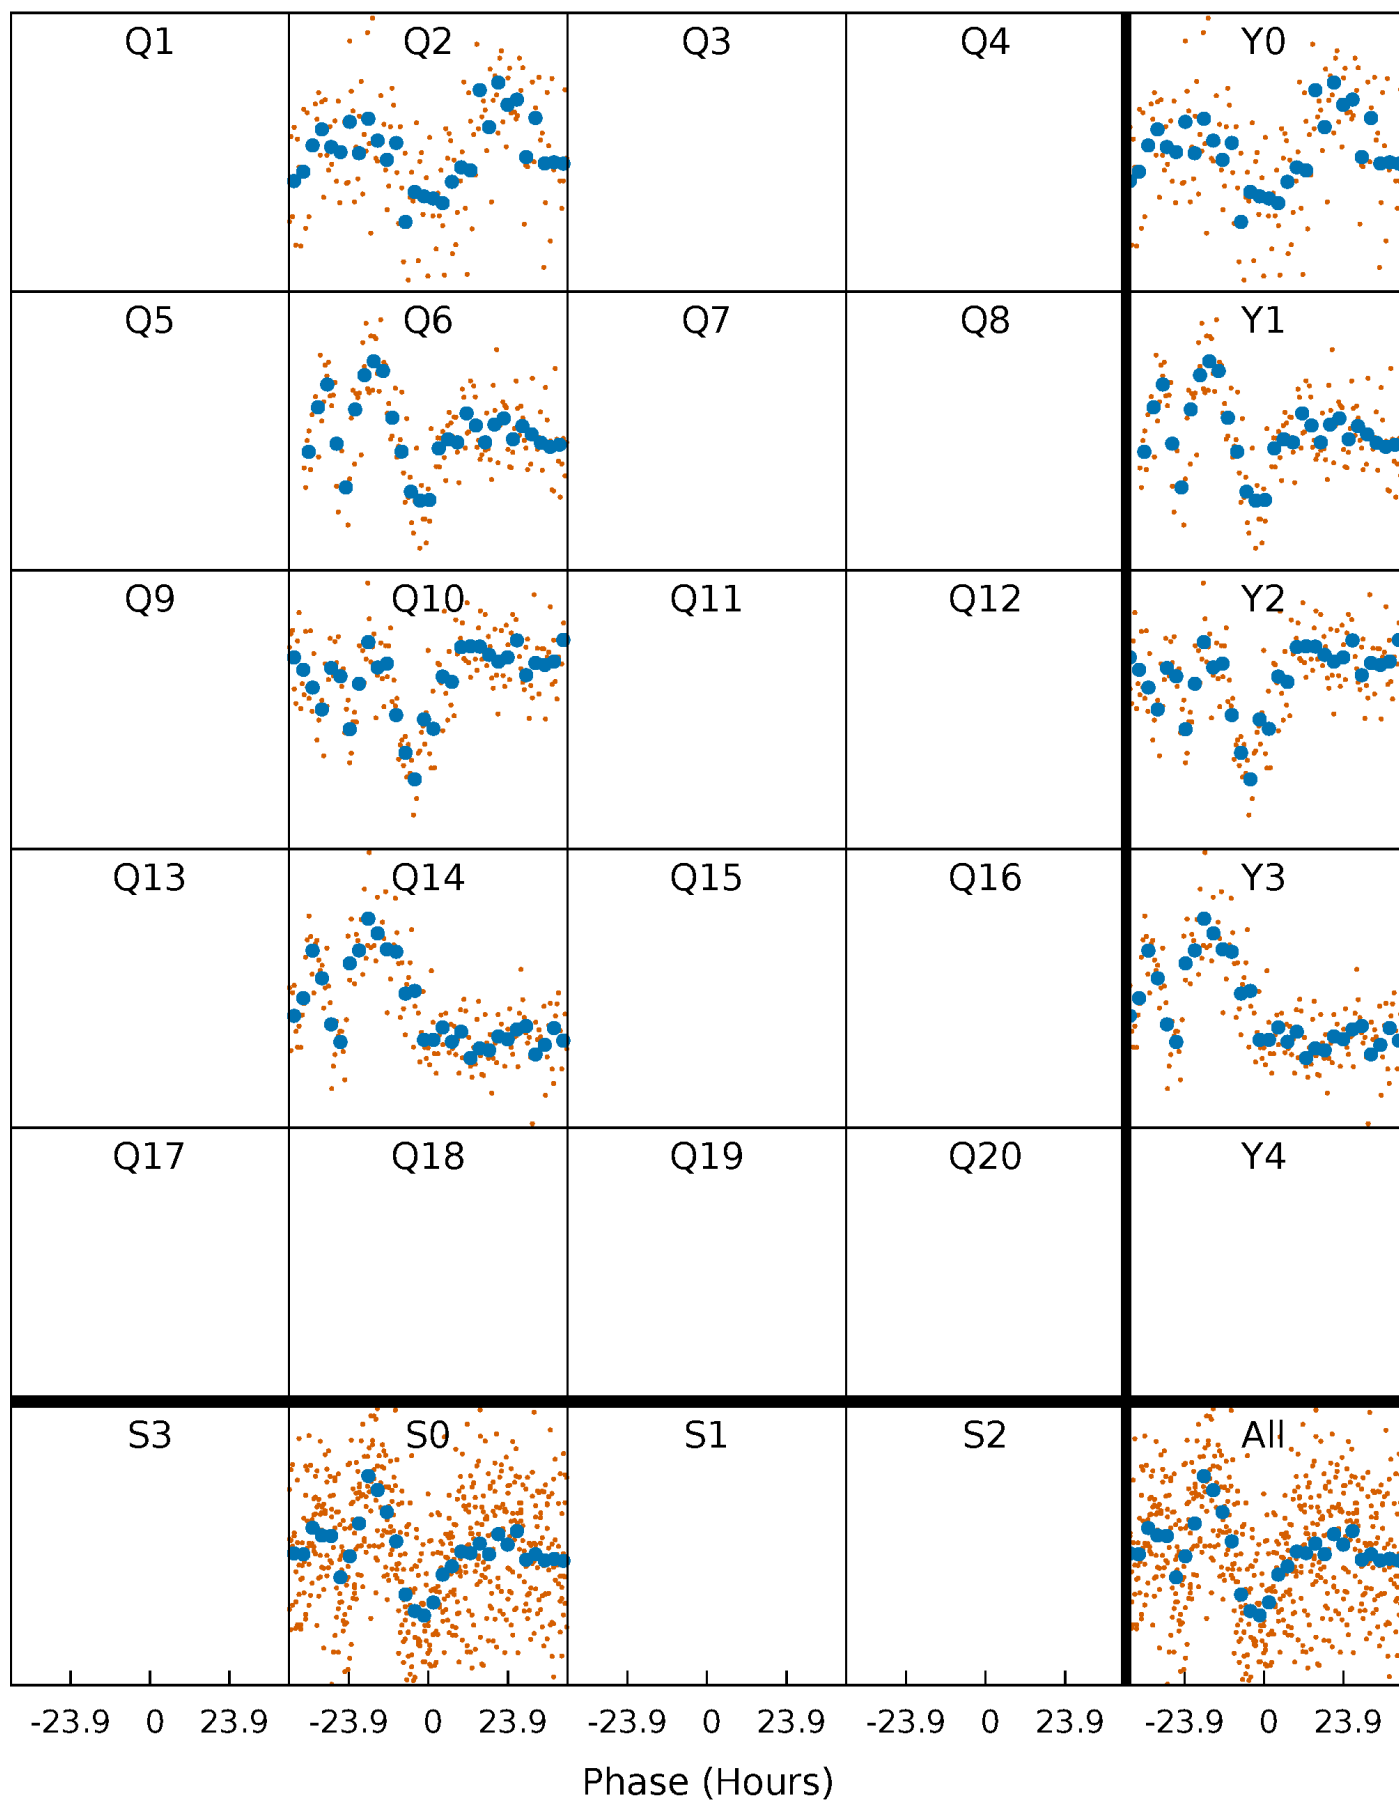 Q1 Q2 Q3 Q4 Y0
Q5 Q6 Q7 Q8 Y1
Q9 Q10 Q11 Q12 Y2
Q13 Q14 Q15 Q16 Y3
Q17 Q18 Q19 Q20 Y4
S3 S0 S1 S2 All
-23.9 0 23.9 -23.9 0 23.9 -23.9 0 23.9 -23.9 0 23.9 -23.9 0 23.9
Phase (Hours)